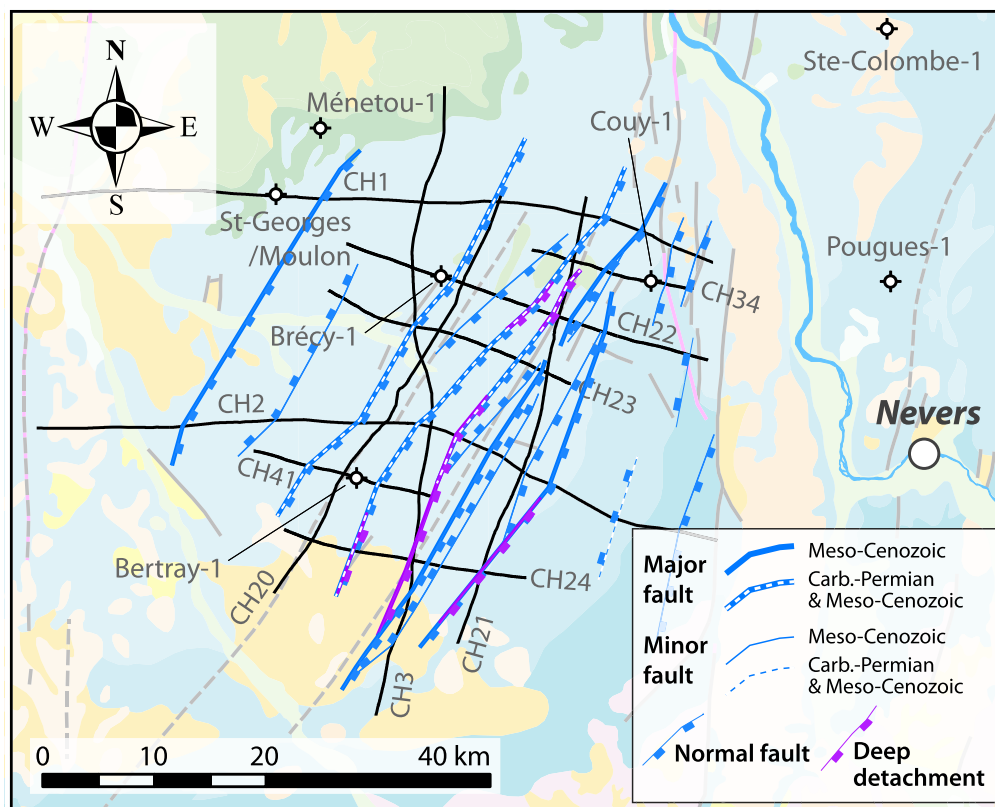 N
W
E
S
Ste-Colombe-1
Ménetou-1
Couy-1
CH1
St-Georges
/Moulon
Pougues-1
CH34
CH22
Brécy-1
CH23
CH2
Nevers
CH41
Bertray-1
CH24
CH20
CH21
CH3
Major
fault
Meso-Cenozoic
Carb.-Permian
& Meso-Cenozoic
Minor
fault
Meso-Cenozoic
Carb.-Permian
& Meso-Cenozoic
Normal fault
Deep
detachment
0 10 20 40 km